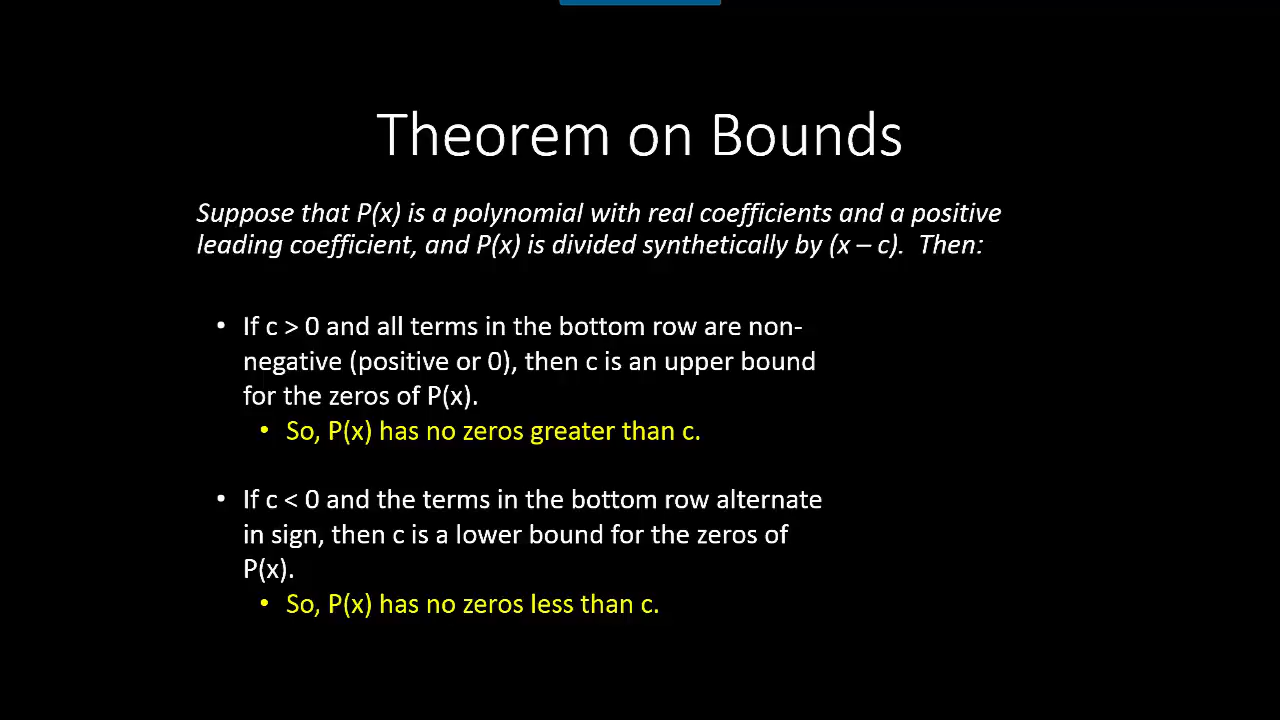 Theorem on Bounds
Suppose that P(x) is a polynomial with real coefficients and a positive
leading coefficient, and P(x) is divided synthetically by (x – c).  Then:
• If c > 0 and all terms in the bottom row are non-
negative (positive or 0), then c is an upper bound
for the zeros of P(x).
• So, P(x) has no zeros greater than c.
• If c < 0 and the terms in the bottom row alternate
in sign, then c is a lower bound for the zeros of
P(x).
• So, P(x) has no zeros less than c.